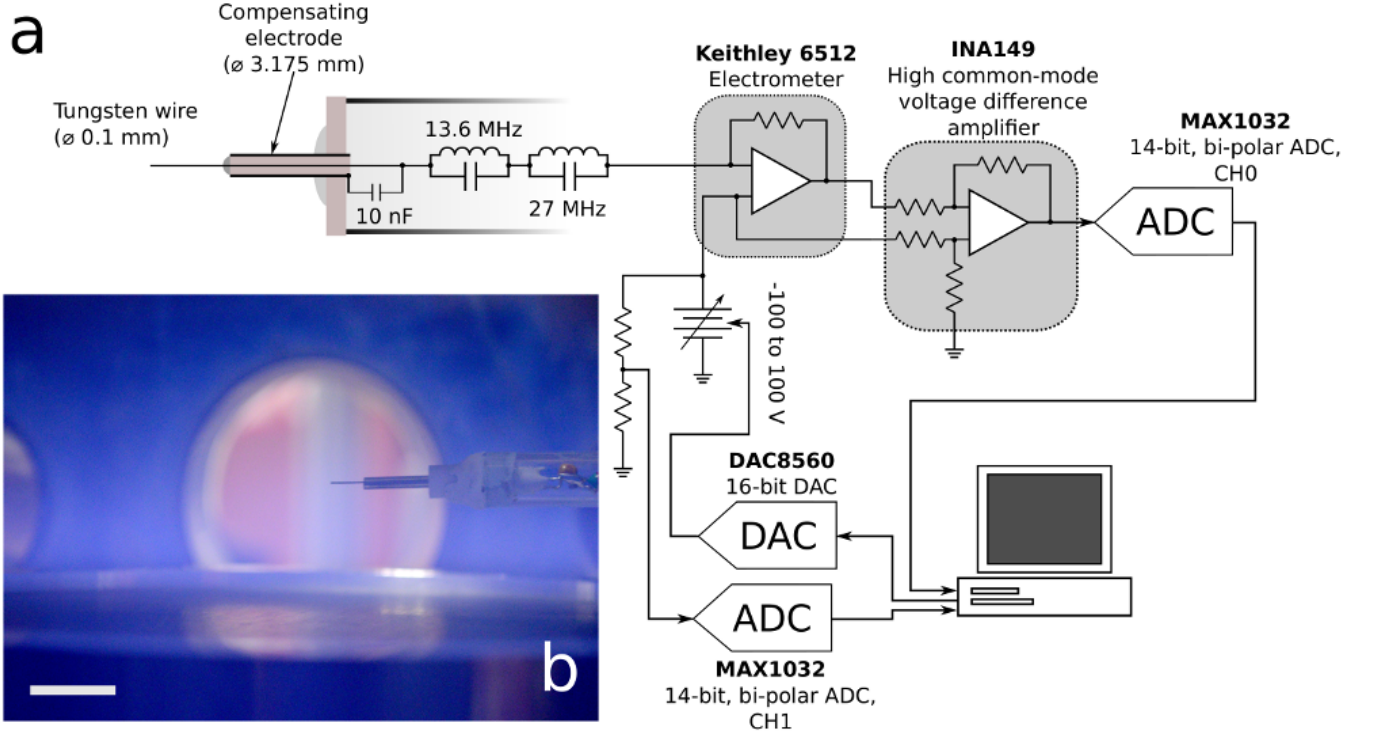 a
Compensating
electrode
(⌀ 3.175 mm)
Tungsten wire
(⌀ 0.1 mm)
13.6 MHz
10 nF
27 MHz
Keithley 6512
Electrometer
INA149
High common-mode
voltage difference
amplifier
MAX1032
14-bit, bi-polar ADC,
CH0
ADC
-100 to 100 V
DAC8560
16-bit DAC
DAC
ADC
MAX1032
14-bit, bi-polar ADC,
CH1
b